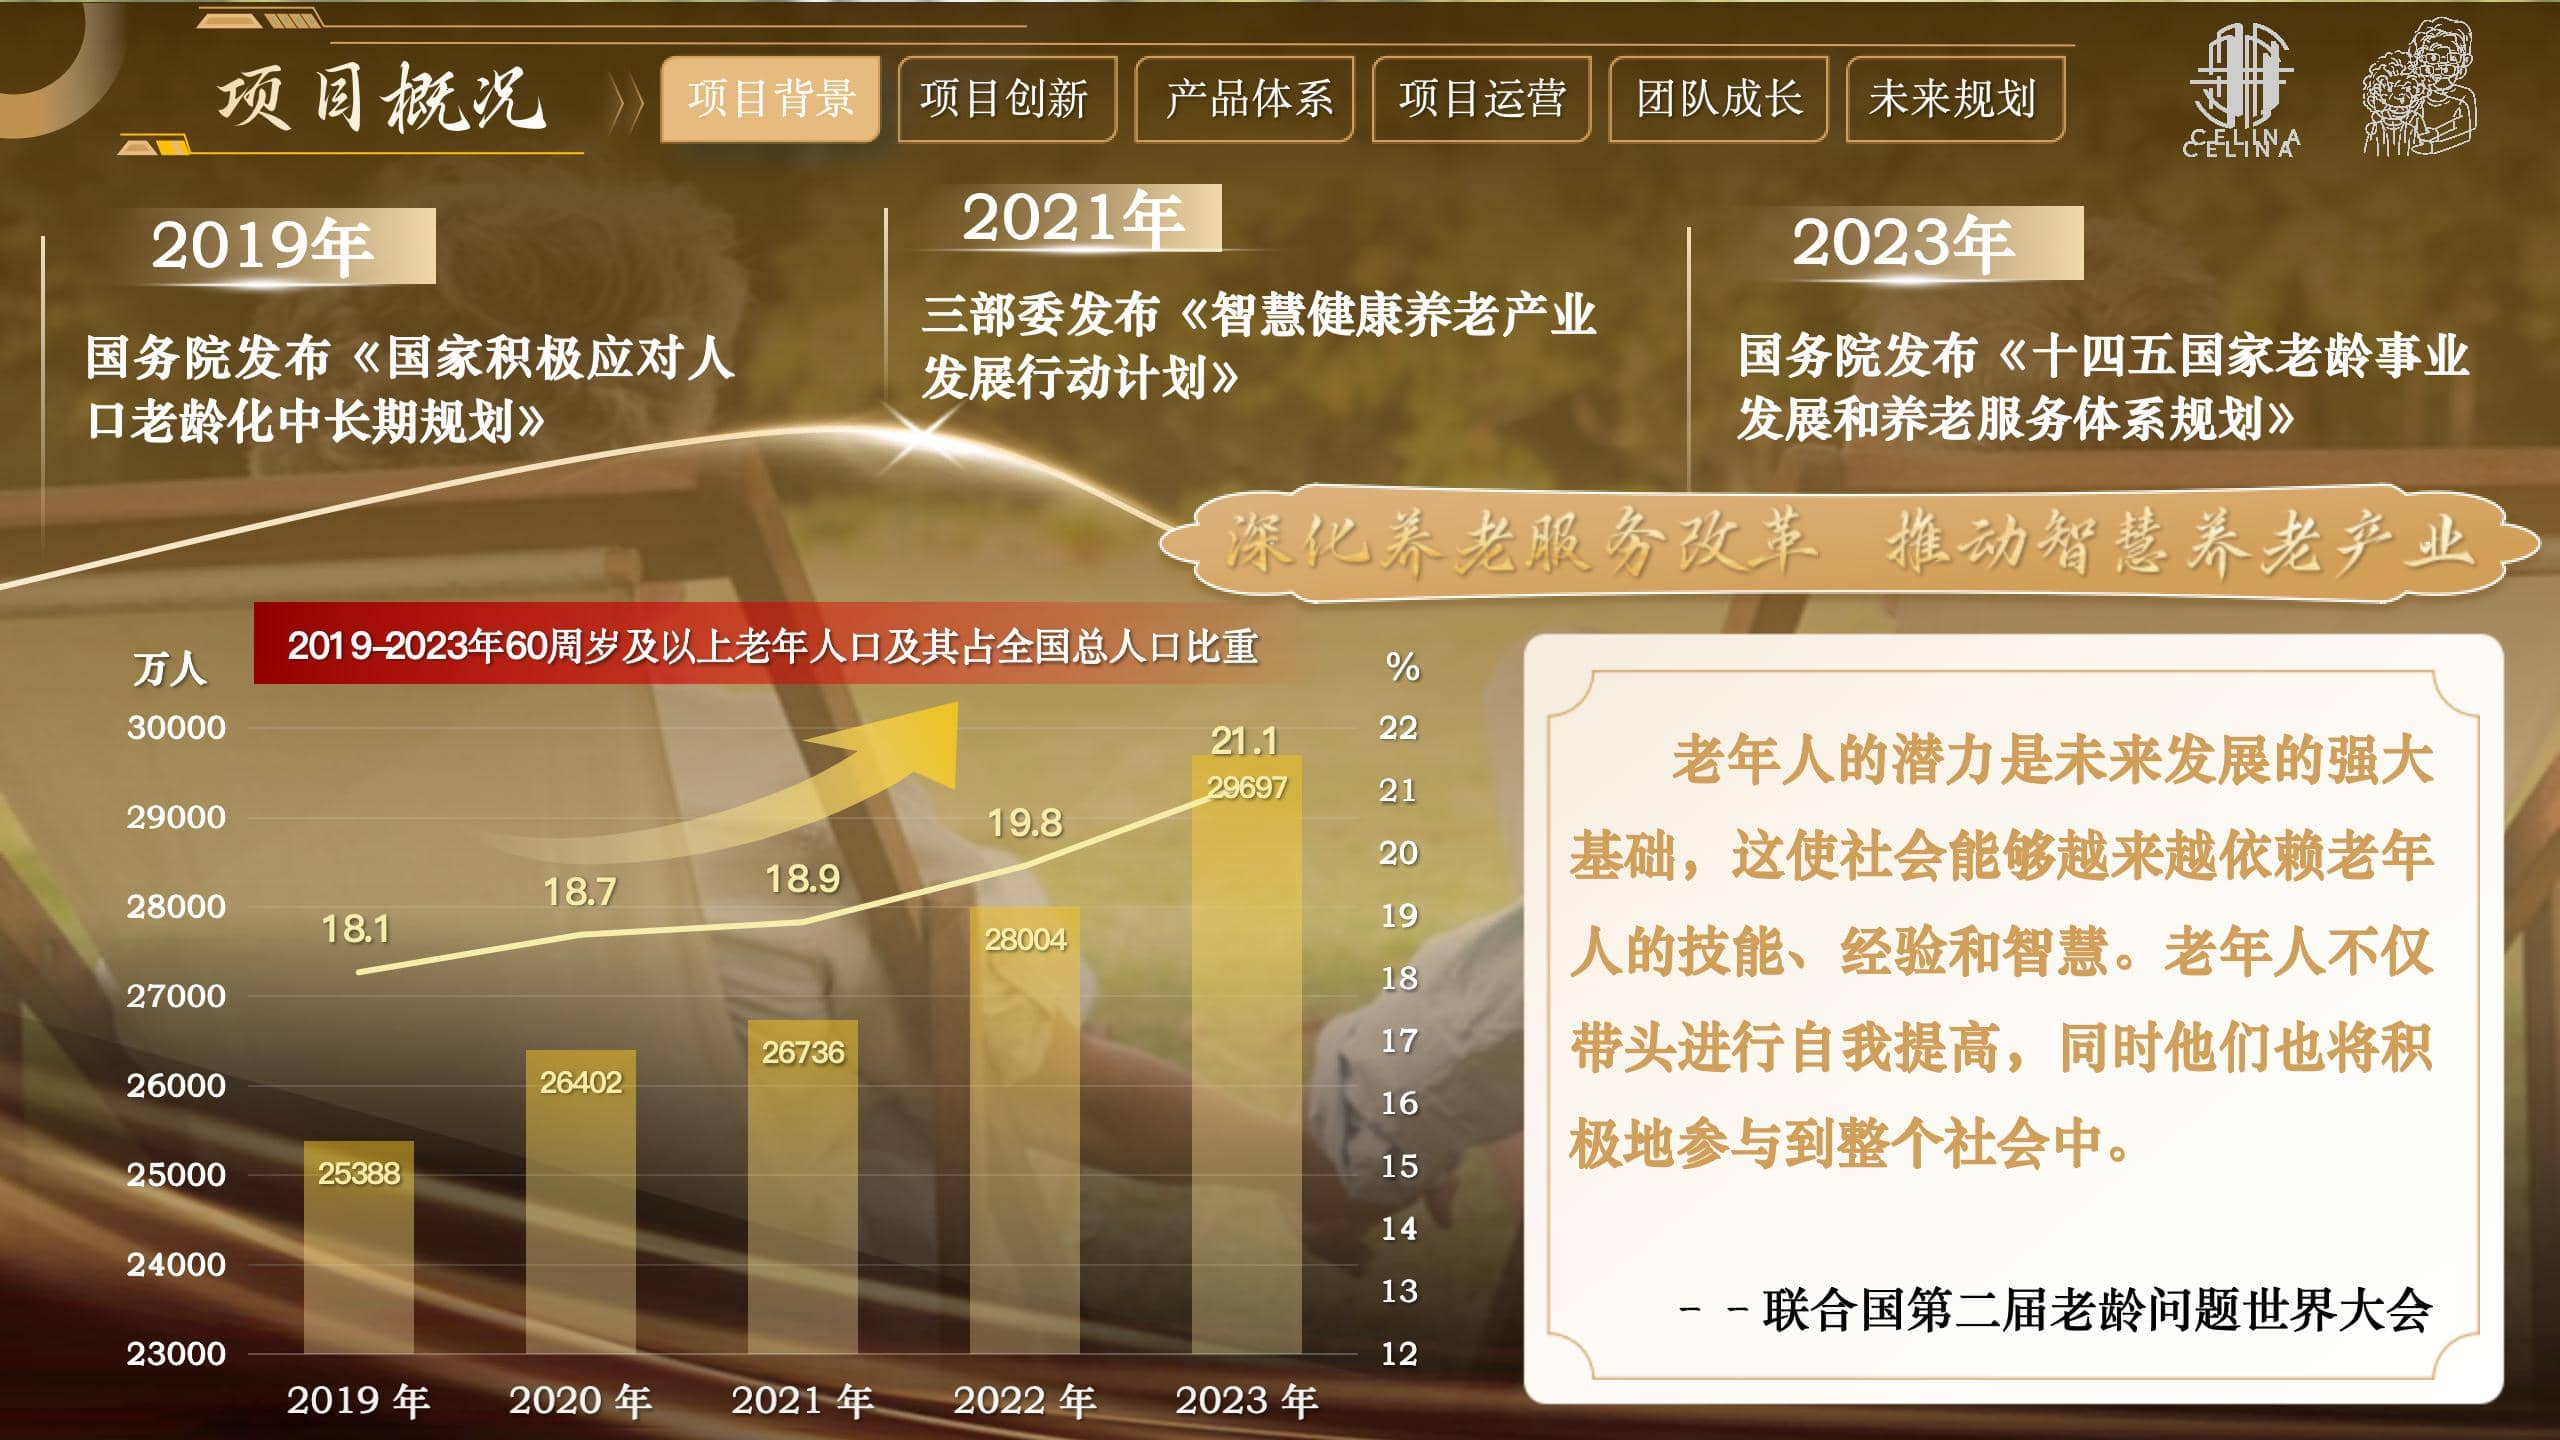 项目概况
项目背景
项目创新
产品体系
项目运营
团队成长
未来规划
CELINA
CELINA
2019年
国务院发布《国家积极应对人
口老龄化中长期规划》
2021年
三部委发布《智慧健康养老产业
发展行动计划》
2023年
国务院发布《十四五国家老龄事业
发展和养老服务体系规划》
深化养老服务改革 推动智慧养老产业
2019-2023年60周岁及以上老年人口及其占全国总人口比重
万人
30000
29000
28000
27000
26000
25000
24000
23000
%
22
21
20
19
18
17
16
15
14
13
12
18.1
18.7
18.9
19.8
21.1
25388
26402
26736
28004
29697
2019 年
2020 年
2021 年
2022 年
2023 年
老年人的潜力是未来发展的强大
基础，这使社会能够越来越依赖老年
人的技能、经验和智慧。老年人不仅
带头进行自我提高，同时他们也将积
极地参与到整个社会中。
－－联合国第二届老龄问题世界大会